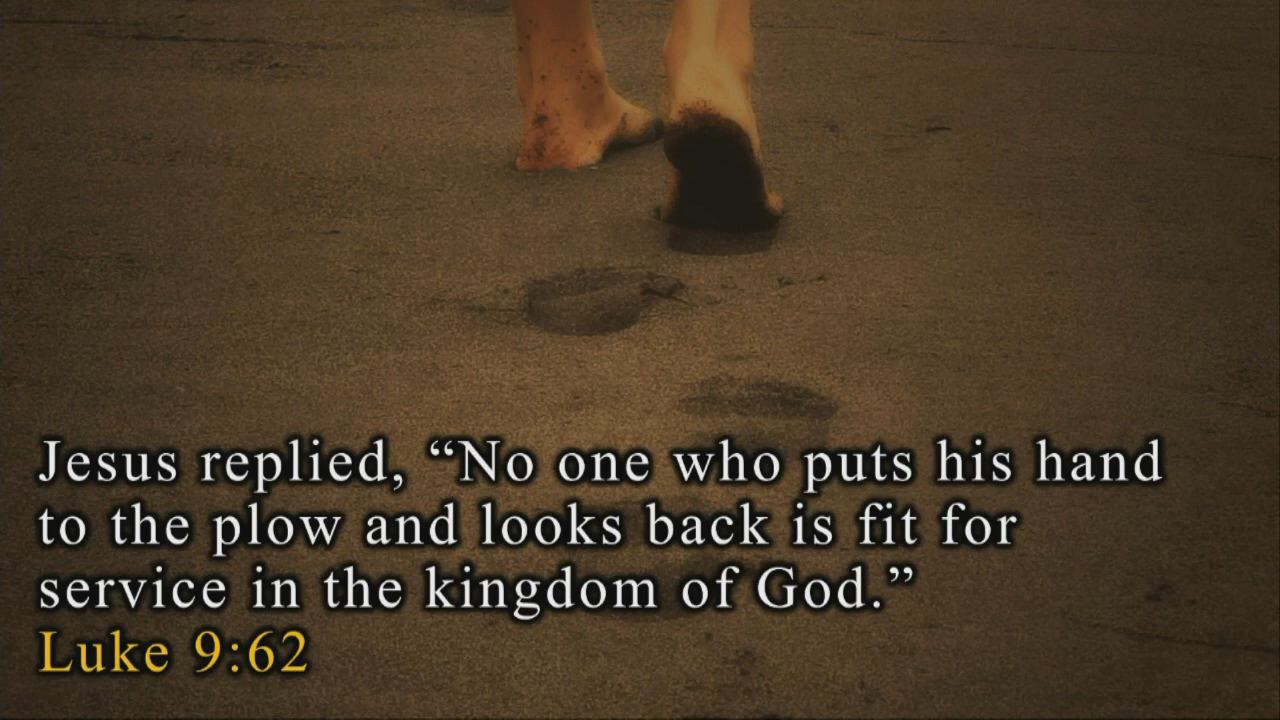 Jesus replied, “No one who puts his hand
to the plow and looks back is fit for
service in the kingdom of God.”
Luke 9:62